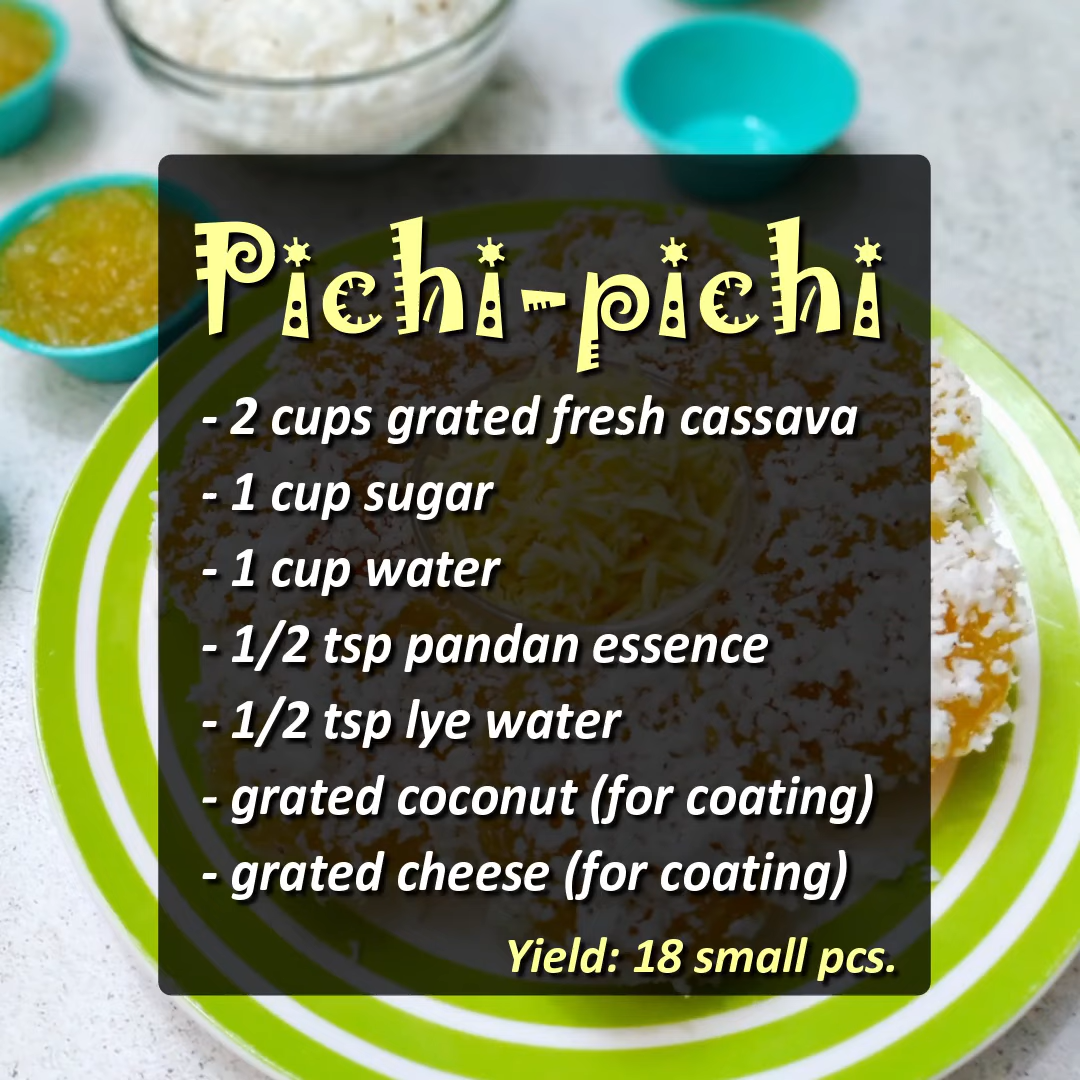 Pichi-pichi
- 2 cups grated fresh cassava
- 1 cup sugar
- 1 cup water
- 1/2 tsp pandan essence
- 1/2 tsp lye water
- grated coconut (for coating)
- grated cheese (for coating)
Yield: 18 small pcs.